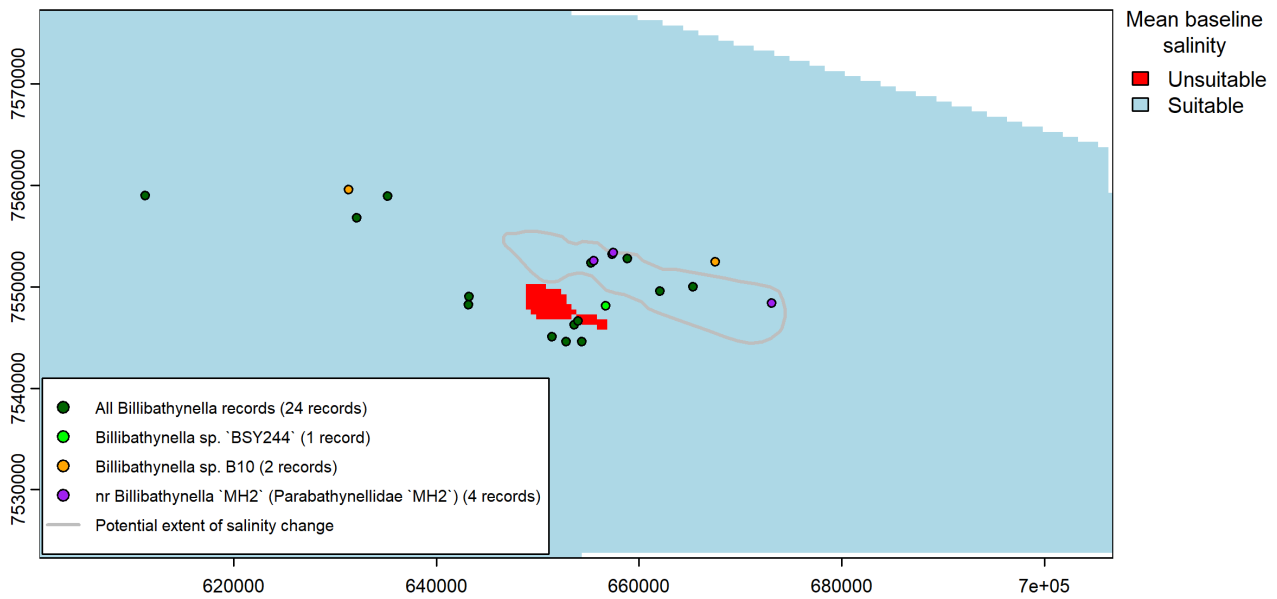 Mean baseline
salinity
Unsuitable
Suitable
7570000
7560000
7550000
7540000
7530000
All Billibathynella records (24 records)
Billibathynella sp. `BSY244` (1 record)
Billibathynella sp. B10 (2 records)
nr Billibathynella `MH2` (Parabathynellidae `MH2`) (4 records)
Potential extent of salinity change
620000 640000 660000 680000 7e+05